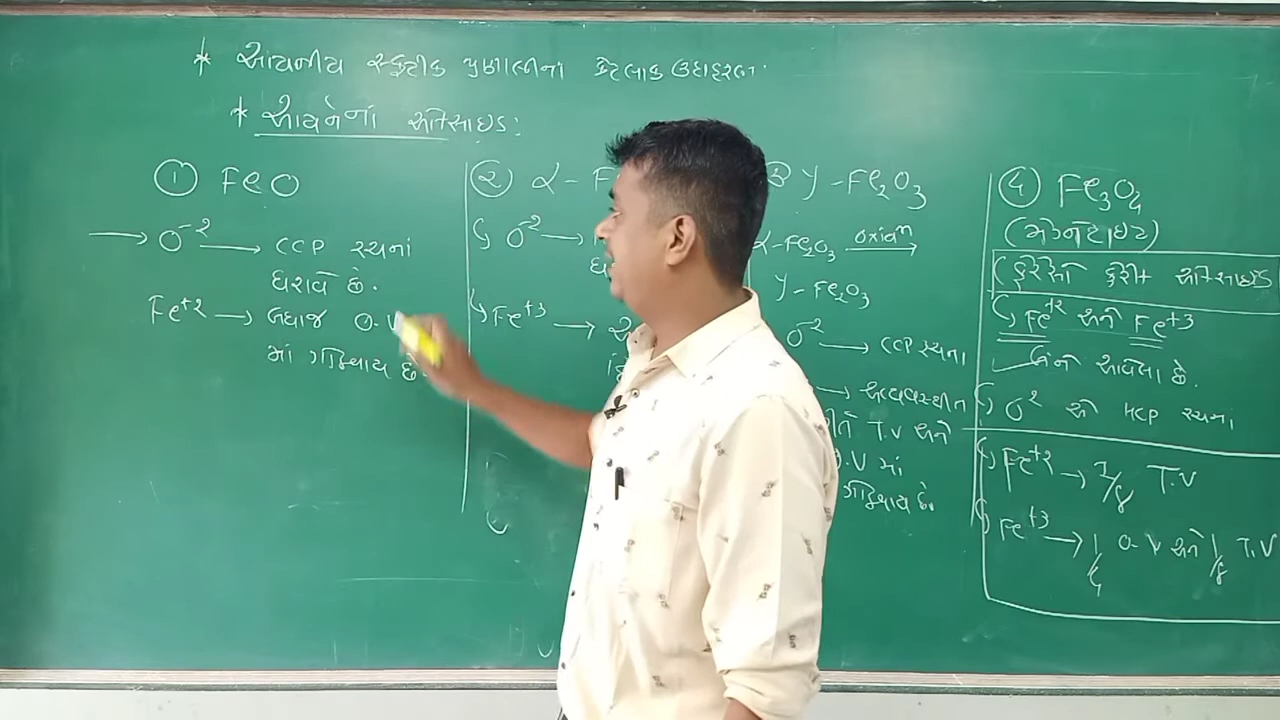 * આયનીય સ્ફટીક પ્રણાલીનાં કેટલાક ઉદાહરણ.
* આયર્નનાં ઓક્સાઇડ:
① FeO
→ O⁻² → CCP રચનાં
ધરાવે છે.
Fe⁺² → બધાજ O.V
માં ગોઠવાય છે.
② α - F
O⁻² →
Fe⁺³ →
③ γ - Fe₂O₃
α-Fe₂O₃ oxiⁿ →
γ - Fe₂O₃
O⁻² → CCP રચના
→ અવ્યવસ્થીત
રીતે T.V અને
O.V માં
ગોઠવાય છે.
④ Fe₃O₄
(મેગ્નેટાઇટ)
(ફેરેસો ફેરીક ઓક્સાઇડ
Fe⁺² અને Fe⁺³
બંને આવેલા છે.
O⁻² એ HCP રચનાં
Fe⁺² → 1/8 T.V
Fe⁺³ → 1/4 O.V અને 1/8 T.V